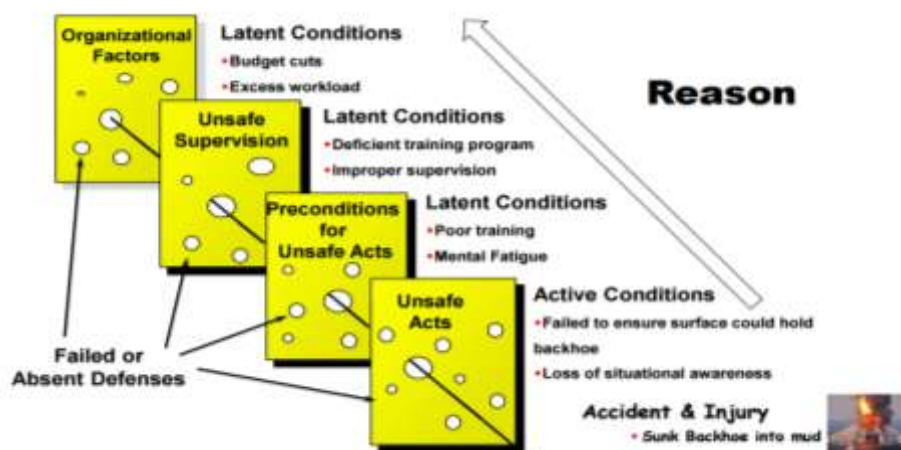 Organizational
Factors
Latent Conditions
•Budget cuts
•Excess workload
Reason
Unsafe
Supervision
Latent Conditions
•Deficient training program
•Improper supervision
Preconditions
for
Unsafe Acts
Latent Conditions
•Poor training
•Mental Fatigue
Unsafe
Acts
Active Conditions
•Failed to ensure surface could hold
backhoe
•Loss of situational awareness
Failed or
Absent Defenses
Accident & Injury
• Sunk Backhoe into mud